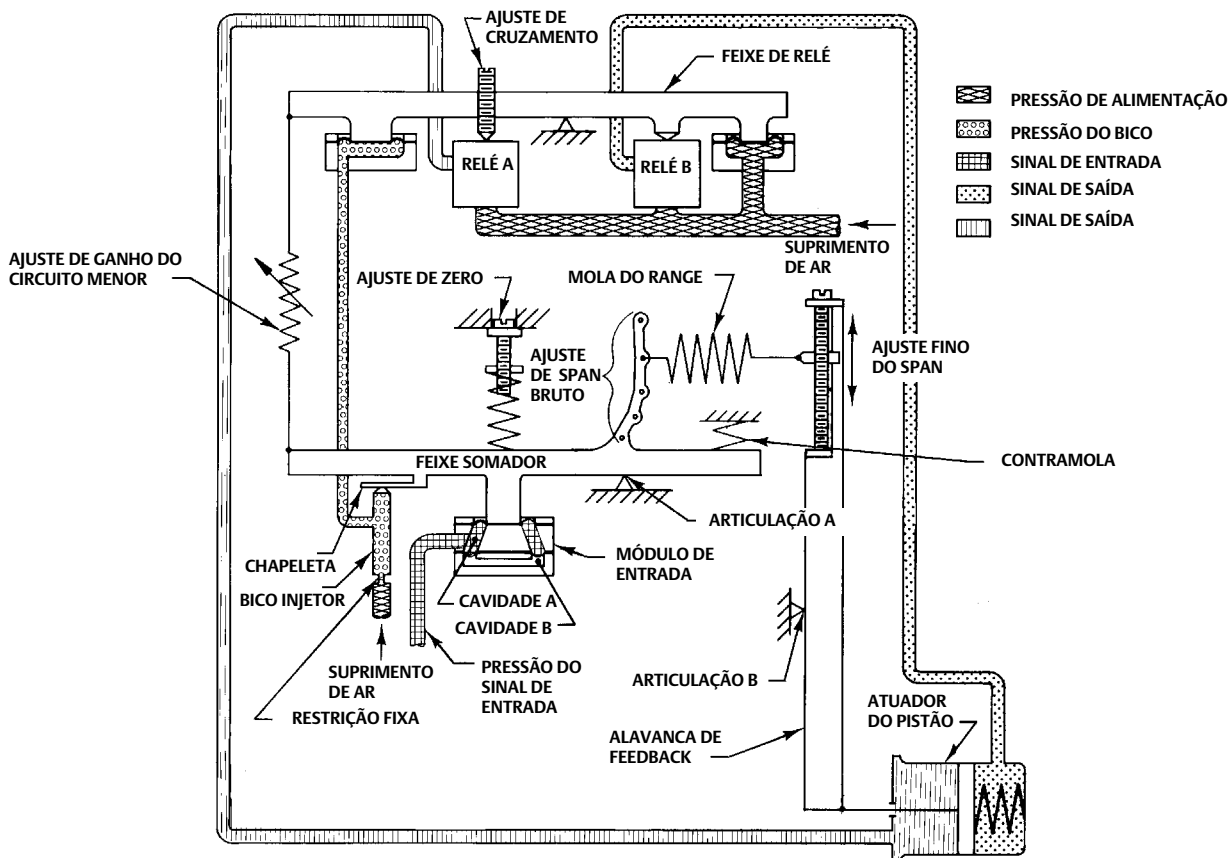 AJUSTE DE
CRUZAMENTO
FEIXE DE RELÉ
PRESSÃO DE ALIMENTAÇÃO
PRESSÃO DO BICO
SINAL DE ENTRADA
SINAL DE SAÍDA
SINAL DE SAÍDA
RELÉ A
RELÉ B
SUPRIMENTO
DE AR
AJUSTE DE GANHO DO
CIRCUITO MENOR
AJUSTE DE ZERO
MOLA DO RANGE
AJUSTE
DE SPAN
BRUTO
AJUSTE FINO
DO SPAN
FEIXE SOMADOR
CONTRAMOLA
ARTICULAÇÃO A
CHAPELETA
BICO INJETOR
MÓDULO DE
ENTRADA
CAVIDADE A
CAVIDADE B
SUPRIMENTO
DE AR
RESTRIÇÃO FIXA
PRESSÃO DO
SINAL DE
ENTRADA
ARTICULAÇÃO B
ALAVANCA DE
FEEDBACK
ATUADOR
DO PISTÃO